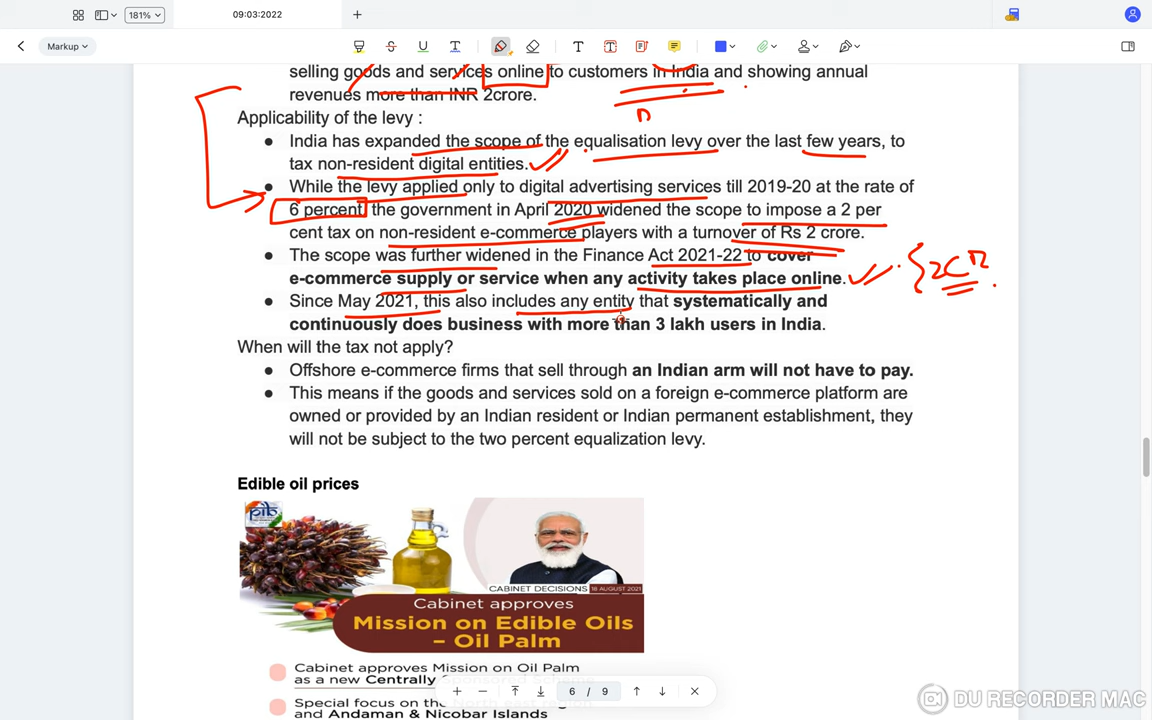 181%
09:03:2022
Markup
selling goods and services online to customers in India and showing annual
revenues more than INR 2crore.
Applicability of the levy :
● India has expanded the scope of the equalisation levy over the last few years, to
tax non-resident digital entities.
● While the levy applied only to digital advertising services till 2019-20 at the rate of
6 percent, the government in April 2020 widened the scope to impose a 2 per
cent tax on non-resident e-commerce players with a turnover of Rs 2 crore.
● The scope was further widened in the Finance Act 2021-22 to cover
e-commerce supply or service when any activity takes place online.
2Cr
● Since May 2021, this also includes any entity that systematically and
continuously does business with more than 3 lakh users in India.
When will the tax not apply?
● Offshore e-commerce firms that sell through an Indian arm will not have to pay.
● This means if the goods and services sold on a foreign e-commerce platform are
owned or provided by an Indian resident or Indian permanent establishment, they
will not be subject to the two percent equalization levy.
Edible oil prices
pib
CABINET DECISIONS 16 AUGUST 2021
Cabinet approves
Mission on Edible Oils
– Oil Palm
Cabinet approves Mission on Oil Palm
as a new Centrally Sponsored Scheme
Special focus on the North east region
and Andaman & Nicobar Islands
6 / 9
DU RECORDER MAC